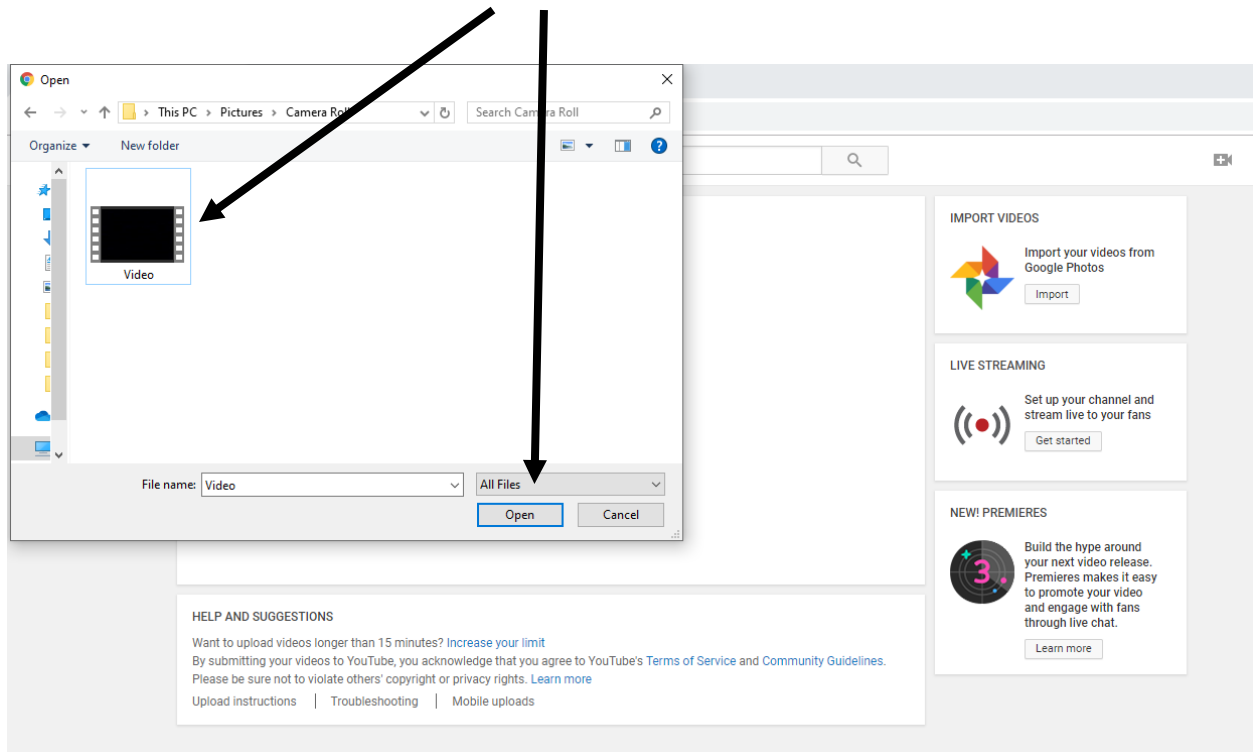 Open
This PC > Pictures > Camera Roll
Search Camera Roll
Organize
New folder
Video
File name:
Video
All Files
Open
Cancel
IMPORT VIDEOS
Import your videos from
Google Photos
Import
LIVE STREAMING
Set up your channel and
stream live to your fans
Get started
NEW! PREMIERES
3
Build the hype around
your next video release.
Premieres makes it easy
to promote your video
and engage with fans
through live chat.
Learn more
HELP AND SUGGESTIONS
Want to upload videos longer than 15 minutes? Increase your limit
By submitting your videos to YouTube, you acknowledge that you agree to YouTube's Terms of Service and Community Guidelines.
Please be sure not to violate others' copyright or privacy rights. Learn more
Upload instructions | Troubleshooting | Mobile uploads